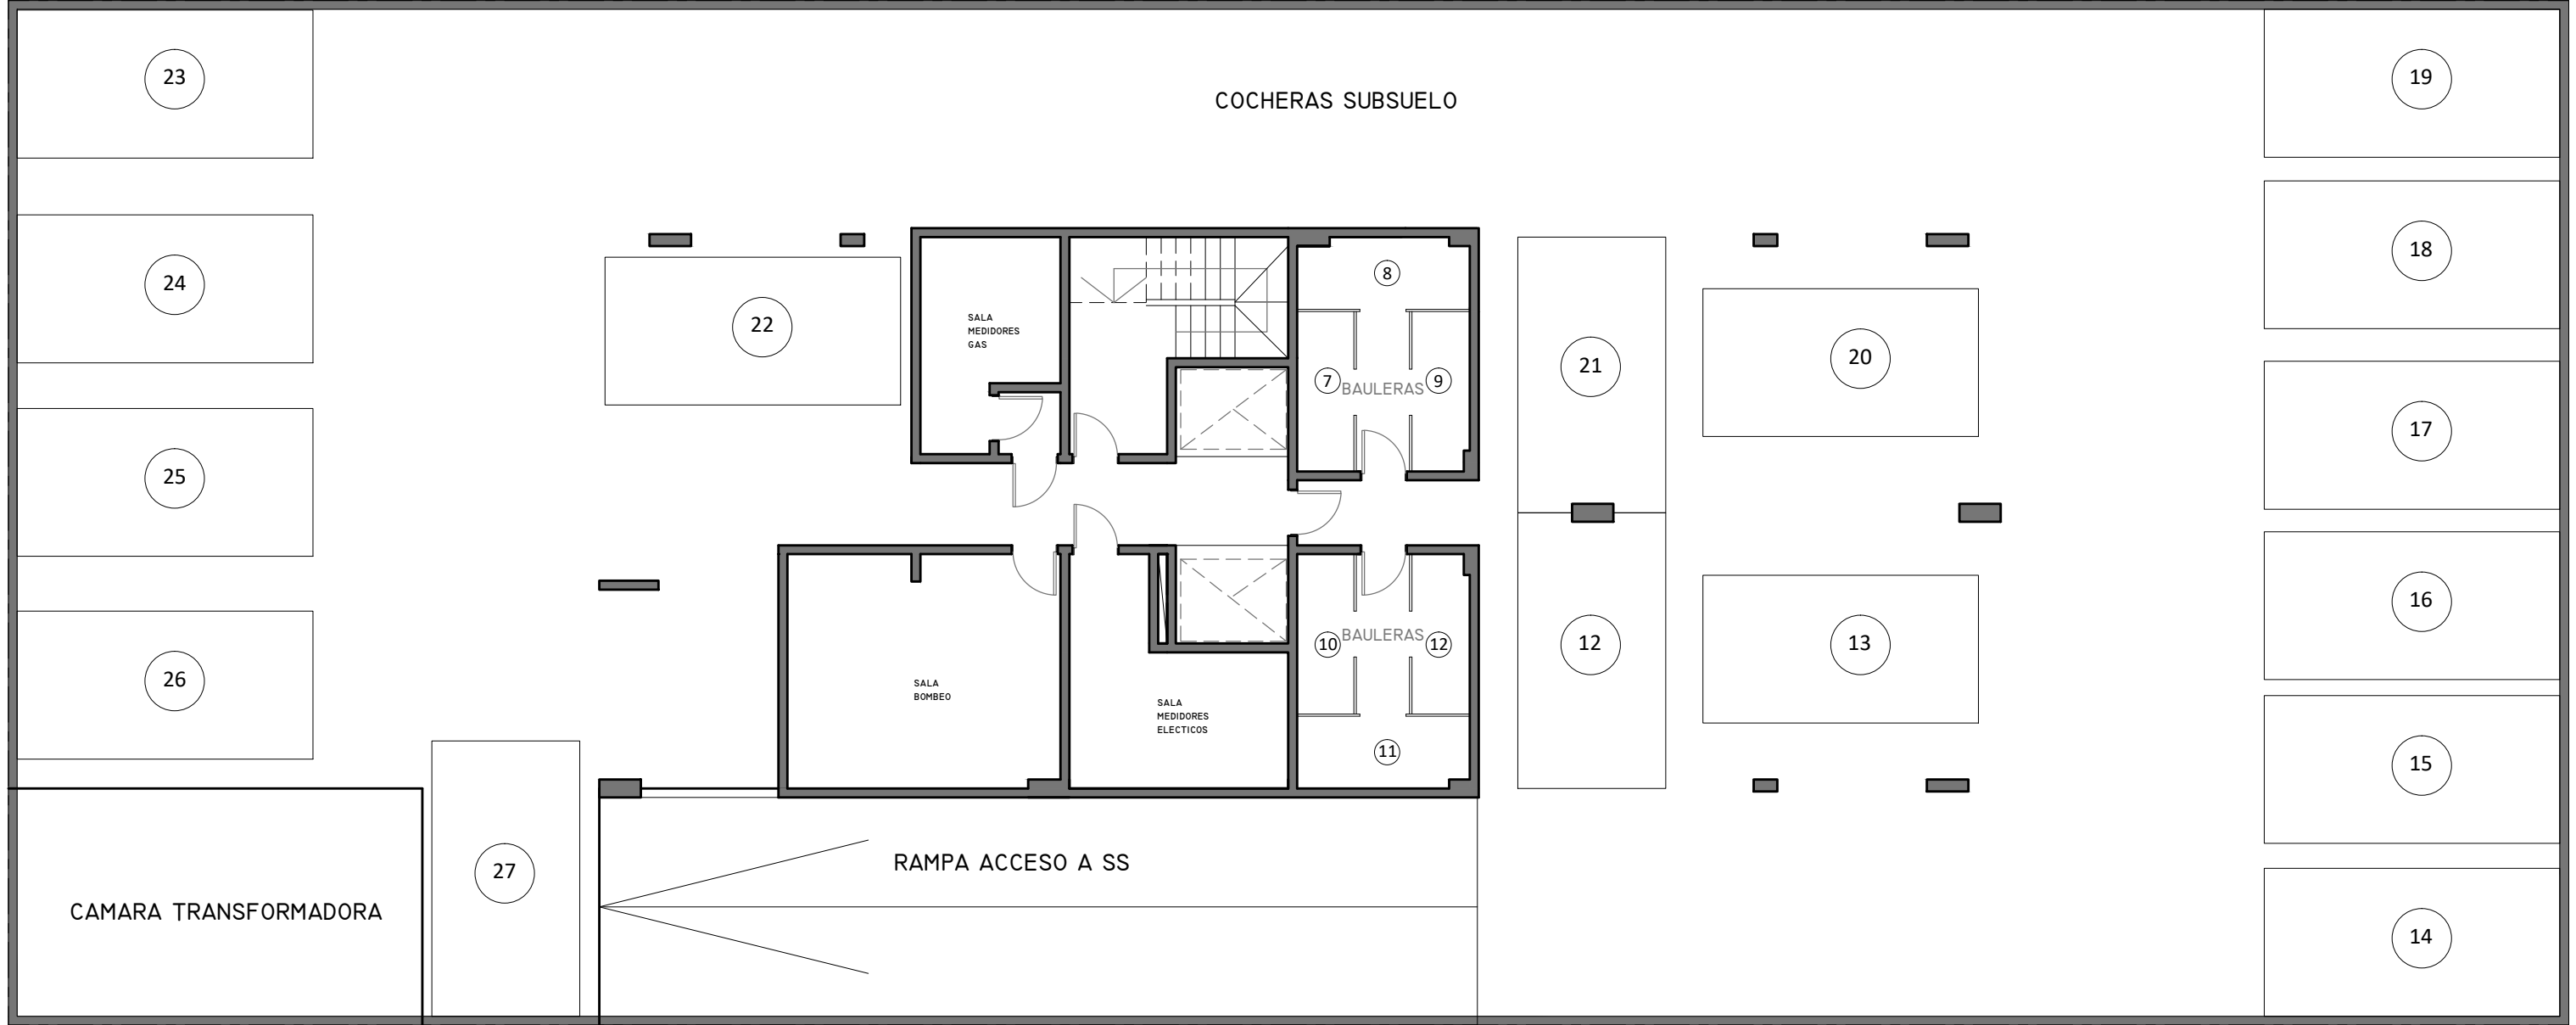 23
19
COCHERAS SUBSUELO
24
18
22
8
21
20
SALA
MEDIDORES
GAS
7
BAULERAS
9
17
25
16
26
10
BAULERAS
12
12
13
SALA
BOMBEO
SALA
MEDIDORES
ELECTICOS
11
15
27
RAMPA ACCESO A SS
CAMARA TRANSFORMADORA
14